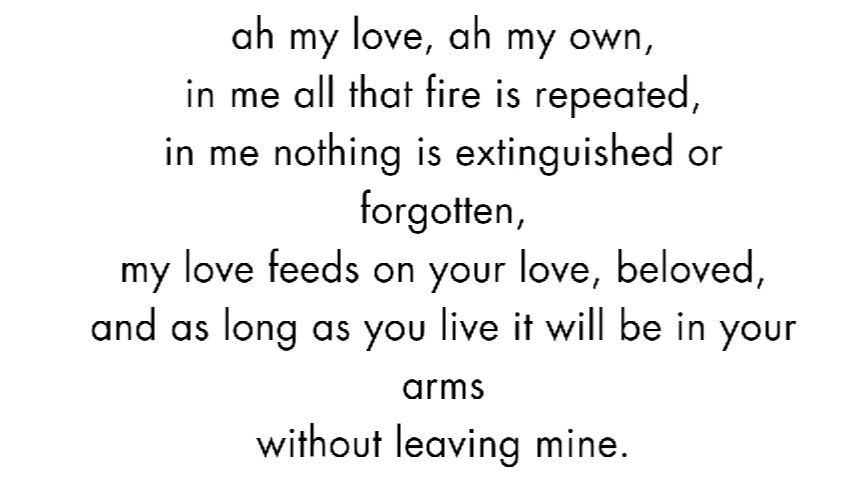 ah my love, ah my own,
in me all that fire is repeated,
in me nothing is extinguished or
forgotten,
my love feeds on your love, beloved,
and as long as you live it will be in your
arms
without leaving mine.